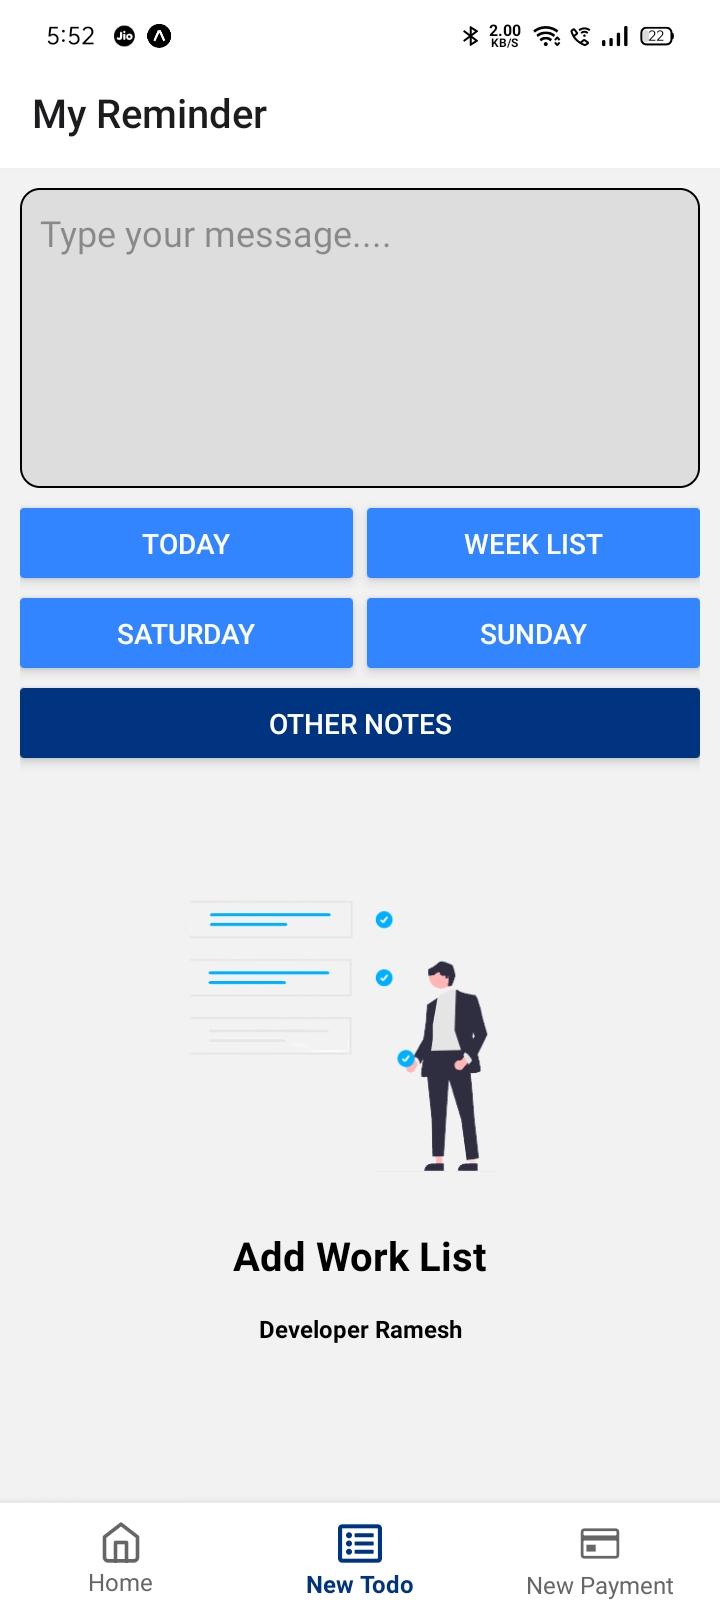 5:52 Jio 2.00 KB/S 22
My Reminder
Type your message....
TODAY WEEK LIST
SATURDAY SUNDAY
OTHER NOTES
Add Work List
Developer Ramesh
Home New Todo New Payment